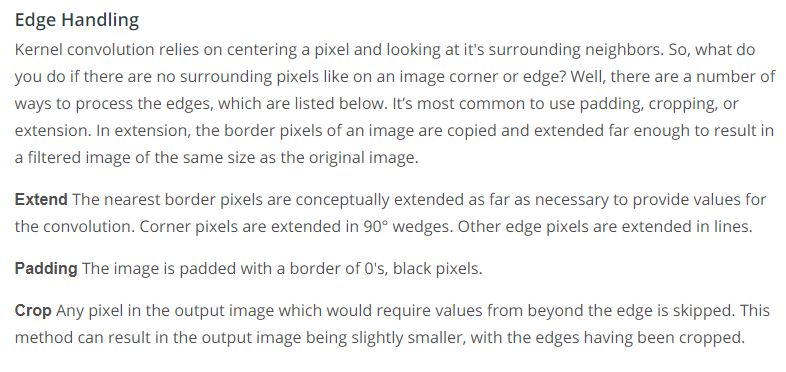 Edge Handling
Kernel convolution relies on centering a pixel and looking at it's surrounding neighbors. So, what do
you do if there are no surrounding pixels like on an image corner or edge? Well, there are a number of
ways to process the edges, which are listed below. It’s most common to use padding, cropping, or
extension. In extension, the border pixels of an image are copied and extended far enough to result in
a filtered image of the same size as the original image.
Extend The nearest border pixels are conceptually extended as far as necessary to provide values for
the convolution. Corner pixels are extended in 90° wedges. Other edge pixels are extended in lines.
Padding The image is padded with a border of 0's, black pixels.
Crop Any pixel in the output image which would require values from beyond the edge is skipped. This
method can result in the output image being slightly smaller, with the edges having been cropped.